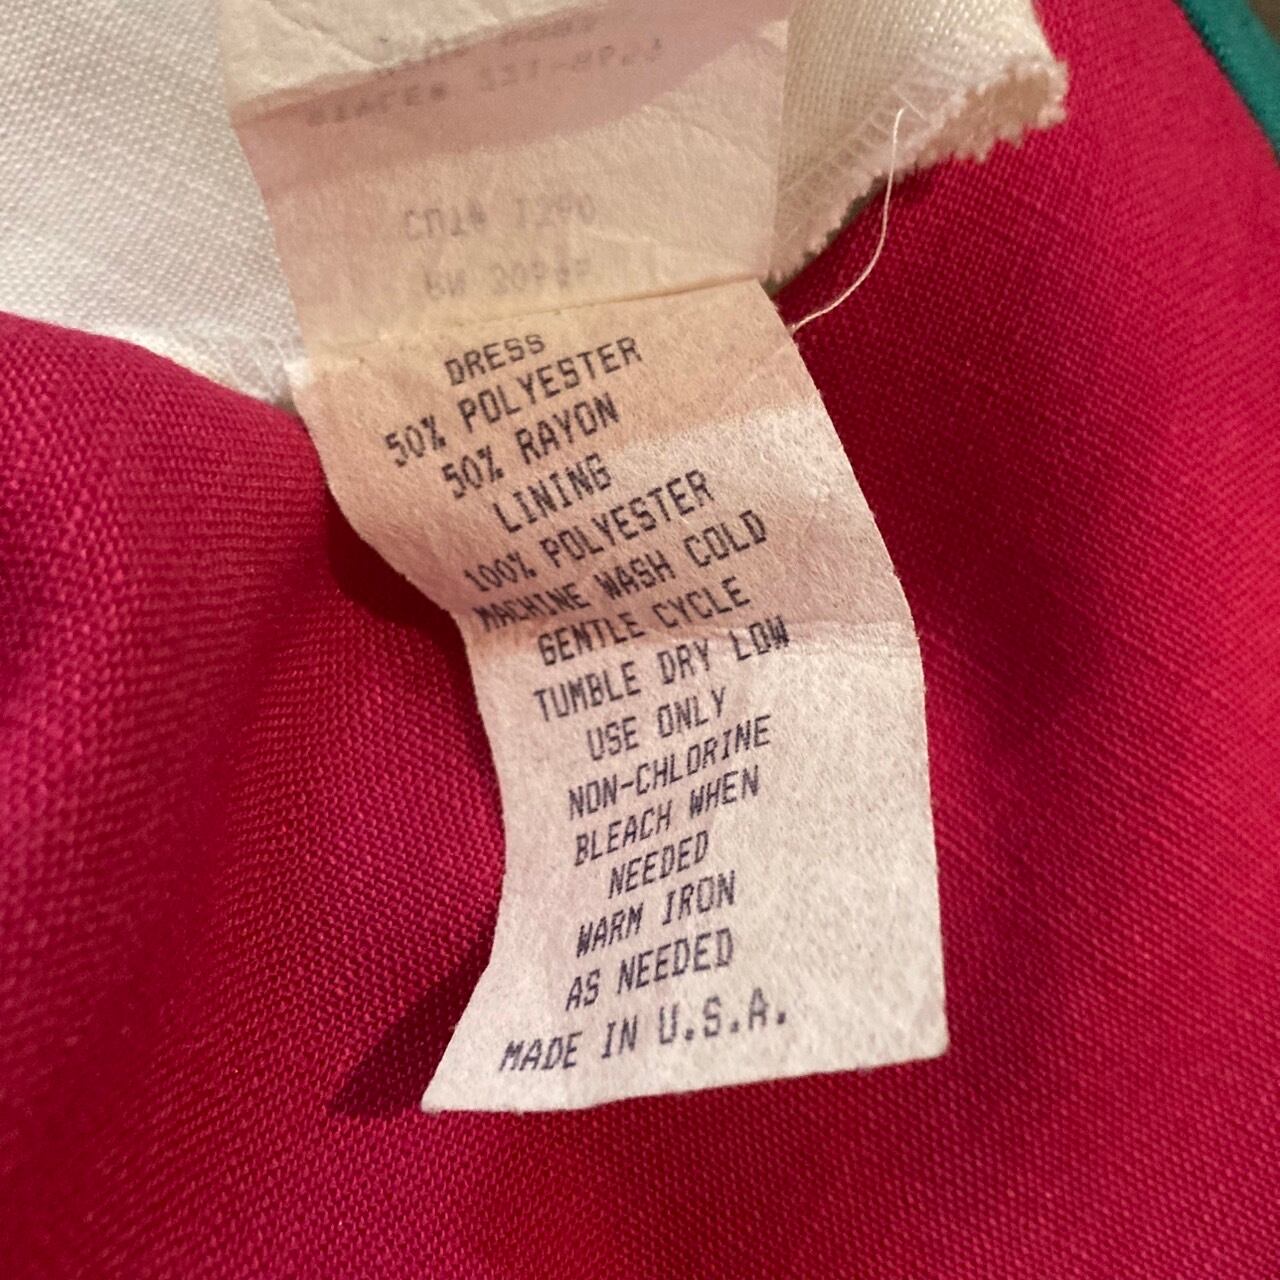 DRESS
50% POLYESTER
50% RAYON
LINING
100% POLYESTER
MACHINE WASH COLD
GENTLE CYCLE
TUMBLE DRY LOW
USE ONLY
NON-CHLORINE
BLEACH WHEN
NEEDED
WARM IRON
AS NEEDED
MADE IN U.S.A.